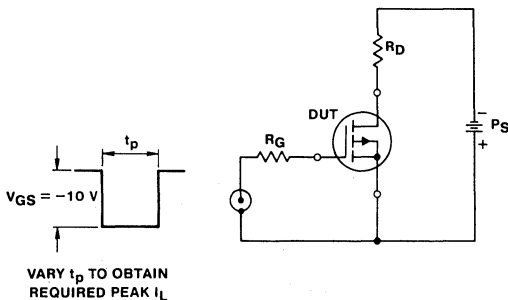 R_D
DUT
R_G
P_S
−
+
t_p
V_GS = −10 V
VARY t_p TO OBTAIN
REQUIRED PEAK I_L